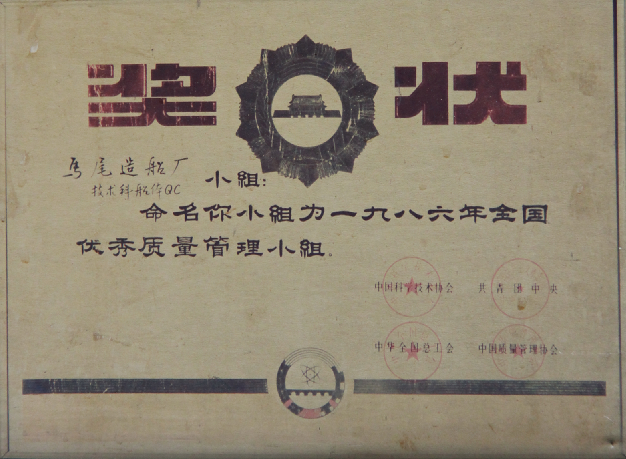 奖状
马尾造船厂
技术科船体QC 小组:
命名你小组为一九八六年全国
优秀质量管理小组。
中国科学技术协会 共青团中央
中华全国总工会 中国质量管理协会